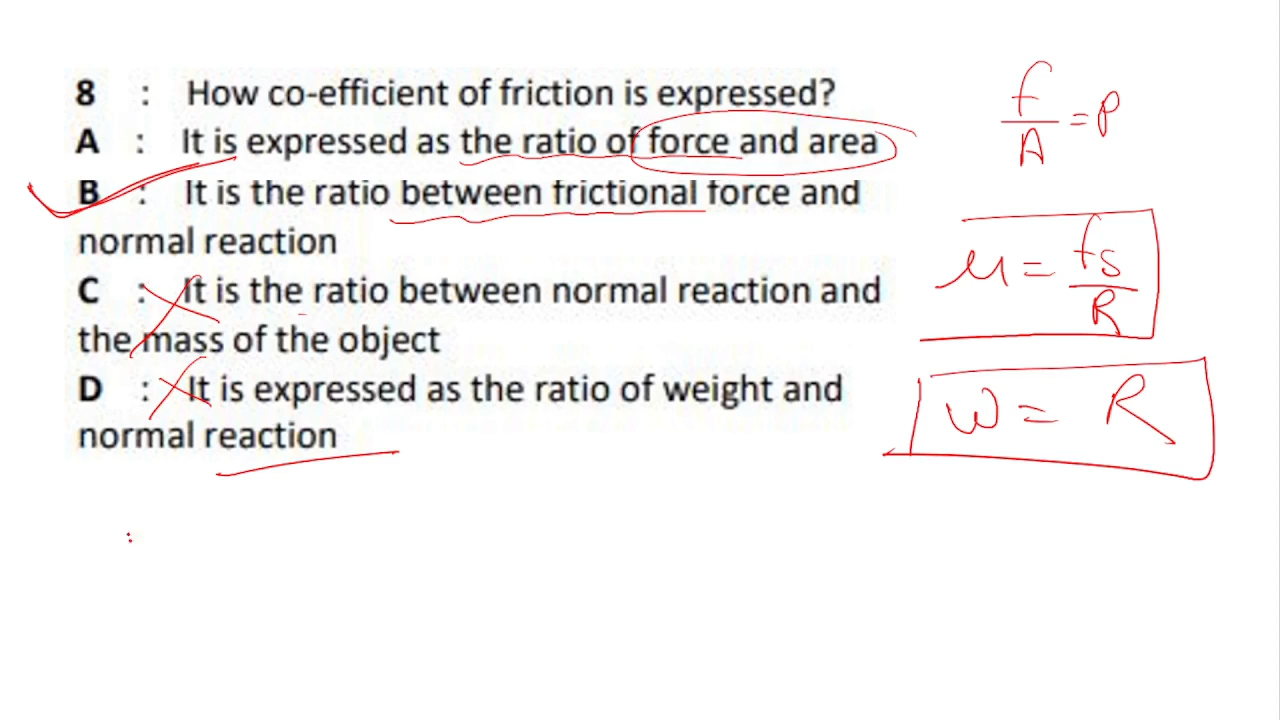 8 : How co-efficient of friction is expressed?
A : It is expressed as the ratio of force and area
B : It is the ratio between frictional force and
normal reaction
C : It is the ratio between normal reaction and
the mass of the object
D : It is expressed as the ratio of weight and
normal reaction
f/A = P
μ = fs/R
W = R